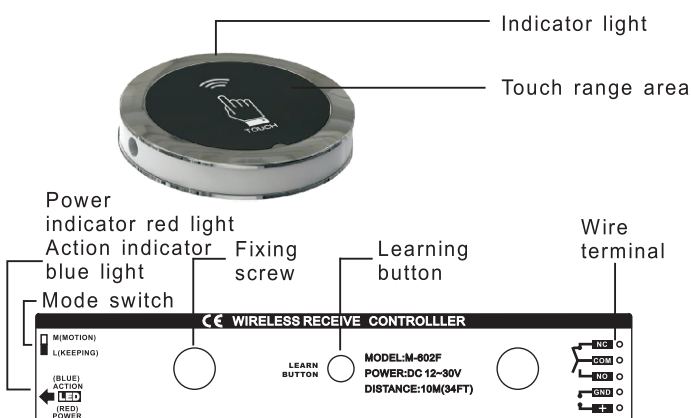 Indicator light
Touch range area
TOUCH
Power
indicator red light
Action indicator
blue light
Fixing
screw
Learning
button
Wire
terminal
Mode switch
CE WIRELESS RECEIVE CONTROLLLER
M(MOTION)
L(KEEPING)
LEARN
BUTTON
MODEL:M-602F
POWER:DC 12~30V
DISTANCE:10M(34FT)
(BLUE)
ACTION
LED
(RED)
POWER
NC
COM
NO
GND
+